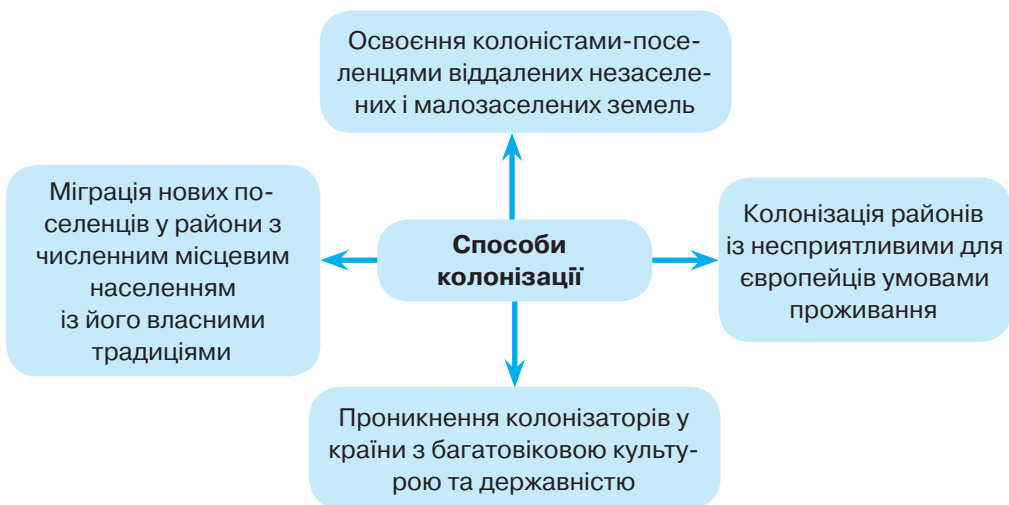 Освоєння колоністами-посе-
ленцями віддалених незаселе-
них і малозаселених земель
Міграція нових по-
селенців у райони з
численним місцевим
населенням
із його власними
традиціями
Способи
колонізації
Колонізація районів
із несприятливими для
європейців умовами
проживання
Проникнення колонізаторів у
країни з багатовіковою культу-
рою та державністю